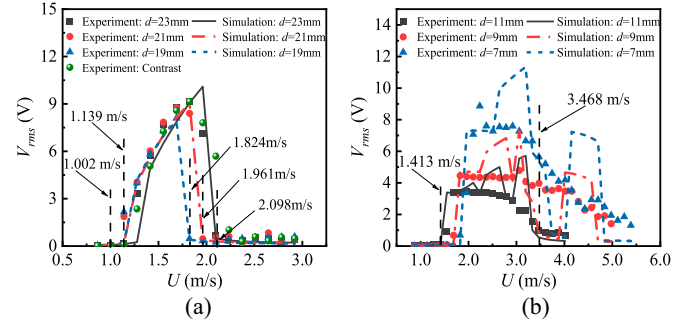 (a)
Experiment: d=23mm Simulation: d=23mm
Experiment: d=21mm Simulation: d=21mm
Experiment: d=19mm Simulation: d=19mm
Experiment: Contrast
1.139 m/s
1.002 m/s
1.824m/s
1.961m/s
2.098m/s
V_rms (V)
15
12
9
6
3
0
0.5 1.0 1.5 2.0 2.5 3.0
U (m/s)
(a)
(b)
Experiment: d=11mm Simulation: d=11mm
Experiment: d=9mm Simulation: d=9mm
Experiment: d=7mm Simulation: d=7mm
3.468 m/s
1.413 m/s
V_rms (V)
16
14
12
10
8
6
4
2
0
1.0 2.0 3.0 4.0 5.0 6.0
U (m/s)
(b)